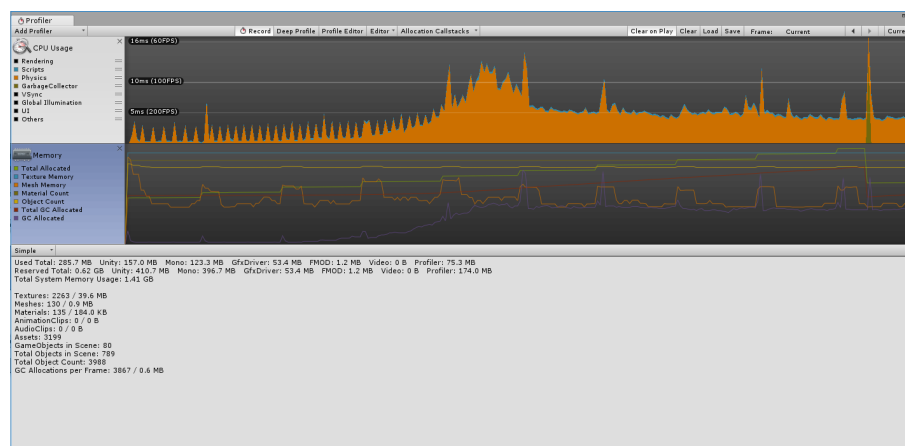 Profiler
Add Profiler Record Deep Profile Profiler Editor Editor Allocation Callstacks Clear on Play Clear Load Save Frame: Current Curre
CPU Usage
Rendering
Scripts
Physics
GarbageCollector
VSync
Global Illumination
UI
Others
16ms (60FPS)
10ms (100FPS)
5ms (200FPS)
Memory
Total Allocated
Texture Memory
Mesh Memory
Material Count
Object Count
Total GC Allocated
GC Allocated
Simple
Used Total: 285.7 MB Unity: 157.0 MB Mono: 123.3 MB GfxDriver: 53.4 MB FMOD: 1.2 MB Video: 0 B Profiler: 75.3 MB
Reserved Total: 0.62 GB Unity: 410.7 MB Mono: 396.7 MB GfxDriver: 53.4 MB FMOD: 1.2 MB Video: 0 B Profiler: 174.0 MB
Total System Memory Usage: 1.41 GB
Textures: 2263 / 39.6 MB
Meshes: 130 / 0.9 MB
Materials: 135 / 184.0 KB
AnimationClips: 0 / 0 B
AudioClips: 0 / 0 B
Assets: 3199
GameObjects in Scene: 80
Total Objects in Scene: 789
Total Object Count: 3988
GC Allocations per Frame: 3867 / 0.6 MB